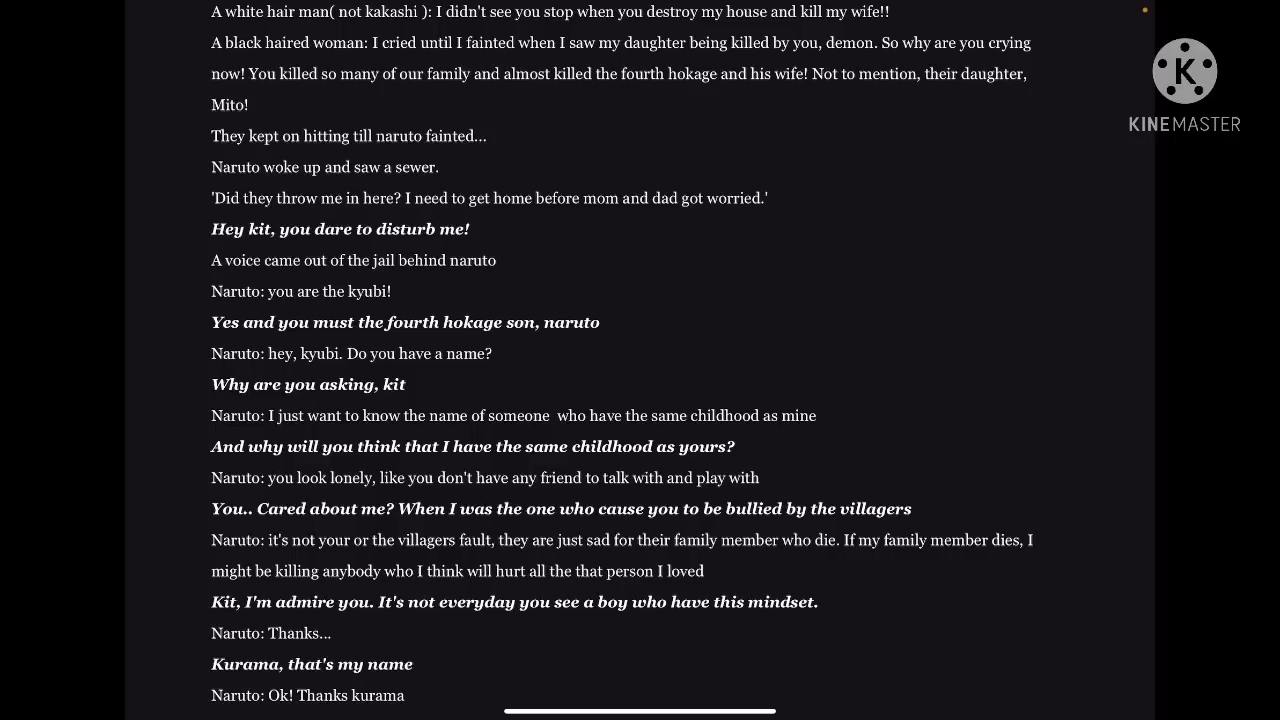 A white hair man( not kakashi ): I didn't see you stop when you destroy my house and kill my wife!!
A black haired woman: I cried until I fainted when I saw my daughter being killed by you, demon. So why are you crying
now! You killed so many of our family and almost killed the fourth hokage and his wife! Not to mention, their daughter,
Mito!
They kept on hitting till naruto fainted...
Naruto woke up and saw a sewer.
'Did they throw me in here? I need to get home before mom and dad got worried.'
Hey kit, you dare to disturb me!
A voice came out of the jail behind naruto
Naruto: you are the kyubi!
Yes and you must the fourth hokage son, naruto
Naruto: hey, kyubi. Do you have a name?
Why are you asking, kit
Naruto: I just want to know the name of someone  who have the same childhood as mine
And why will you think that I have the same childhood as yours?
Naruto: you look lonely, like you don't have any friend to talk with and play with
You.. Cared about me? When I was the one who cause you to be bullied by the villagers
Naruto: it's not your or the villagers fault, they are just sad for their family member who die. If my family member dies, I
might be killing anybody who I think will hurt all the that person I loved
Kit, I'm admire you. It's not everyday you see a boy who have this mindset.
Naruto: Thanks...
Kurama, that's my name
Naruto: Ok! Thanks kurama
K
KINEMASTER